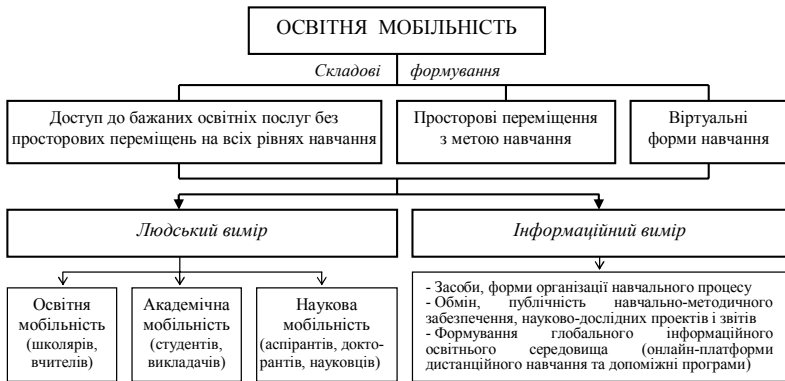 ОСВІТНЯ МОБІЛЬНІСТЬ
Складові формування
Доступ до бажаних освітніх послуг без
просторових переміщень на всіх рівнях навчання
Просторові переміщення
з метою навчання
Віртуальні
форми навчання
Людський вимір
Інформаційний вимір
Освітня
мобільність
(школярів,
вчителів)
Академічна
мобільність
(студентів,
викладачів)
Наукова
мобільність
(аспірантів, докто-
рантів, науковців)
- Засоби, форми організації навчального процесу
- Обмін, публічність навчально-методичного
забезпечення, науково-дослідних проектів і звітів
- Формування глобального інформаційного
освітнього середовища (онлайн-платформи
дистанційного навчання та допоміжні програми)